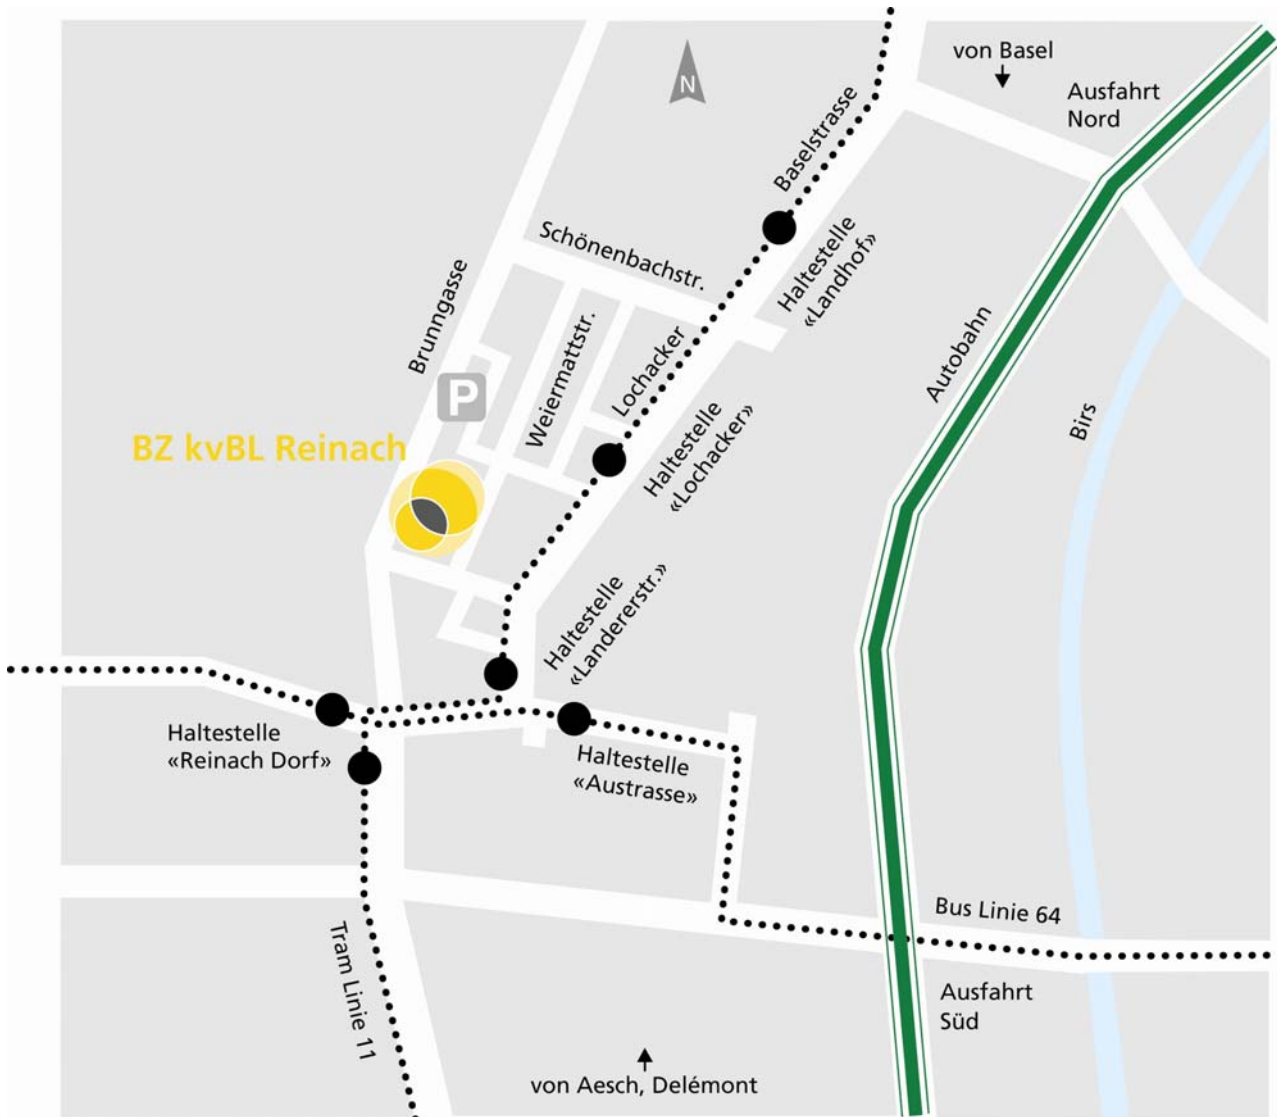 von Basel
Ausfahrt
Nord
N
Baselstrasse
Schönenbachstr.
Haltestelle
«Landhof»
Brunngasse
Weiermattstr.
Lochacker
Autobahn
Birs
P
BZ kvBL Reinach
Haltestelle
«Lochacker»
Haltestelle
«Landererstr.»
Haltestelle
«Reinach Dorf»
Haltestelle
«Austrasse»
Bus Linie 64
Tram Linie 11
Ausfahrt
Süd
von Aesch, Delémont